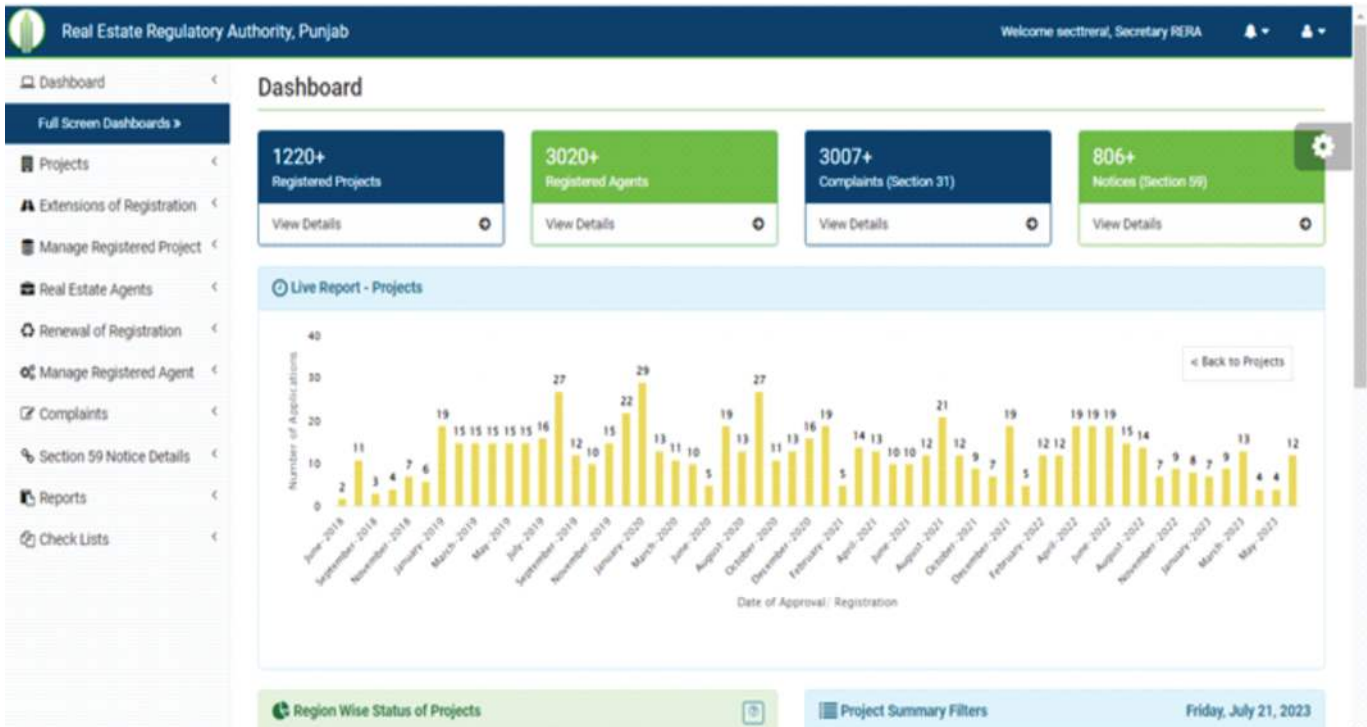 Real Estate Regulatory Authority, Punjab
Welcome secttrera!, Secretary RERA
Dashboard
Full Screen Dashboards »
Projects
Extensions of Registration
Manage Registered Project
Real Estate Agents
Renewal of Registration
Manage Registered Agent
Complaints
Section 59 Notice Details
Reports
Check Lists
Dashboard
1220+
Registered Projects
View Details
3020+
Registered Agents
View Details
3007+
Complaints (Section 31)
View Details
806+
Notices (Section 59)
View Details
Live Report - Projects
< Back to Projects
Number of Applications
40
30
20
10
0
2 11 3 4 7 6 19 15 15 15 15 15 16 27 12 10 15 22 29 13 11 10 5 19 13 27 11 13 16 19 5 14 13 10 10 12 21 12 9 7 19 5 12 12 19 19 19 15 14 7 9 8 7 9 13 4 4 12
June-2018 September-2018 November-2018 January-2019 March-2019 May-2019 July-2019 September-2019 November-2019 January-2020 March-2020 June-2020 August-2020 October-2020 December-2020 February-2021 April-2021 June-2021 August-2021 October-2021 December-2021 February-2022 April-2022 June-2022 August-2022 November-2022 January-2023 March-2023 May-2023
Date of Approval/ Registration
Region Wise Status of Projects
Project Summary Filters
Friday, July 21, 2023